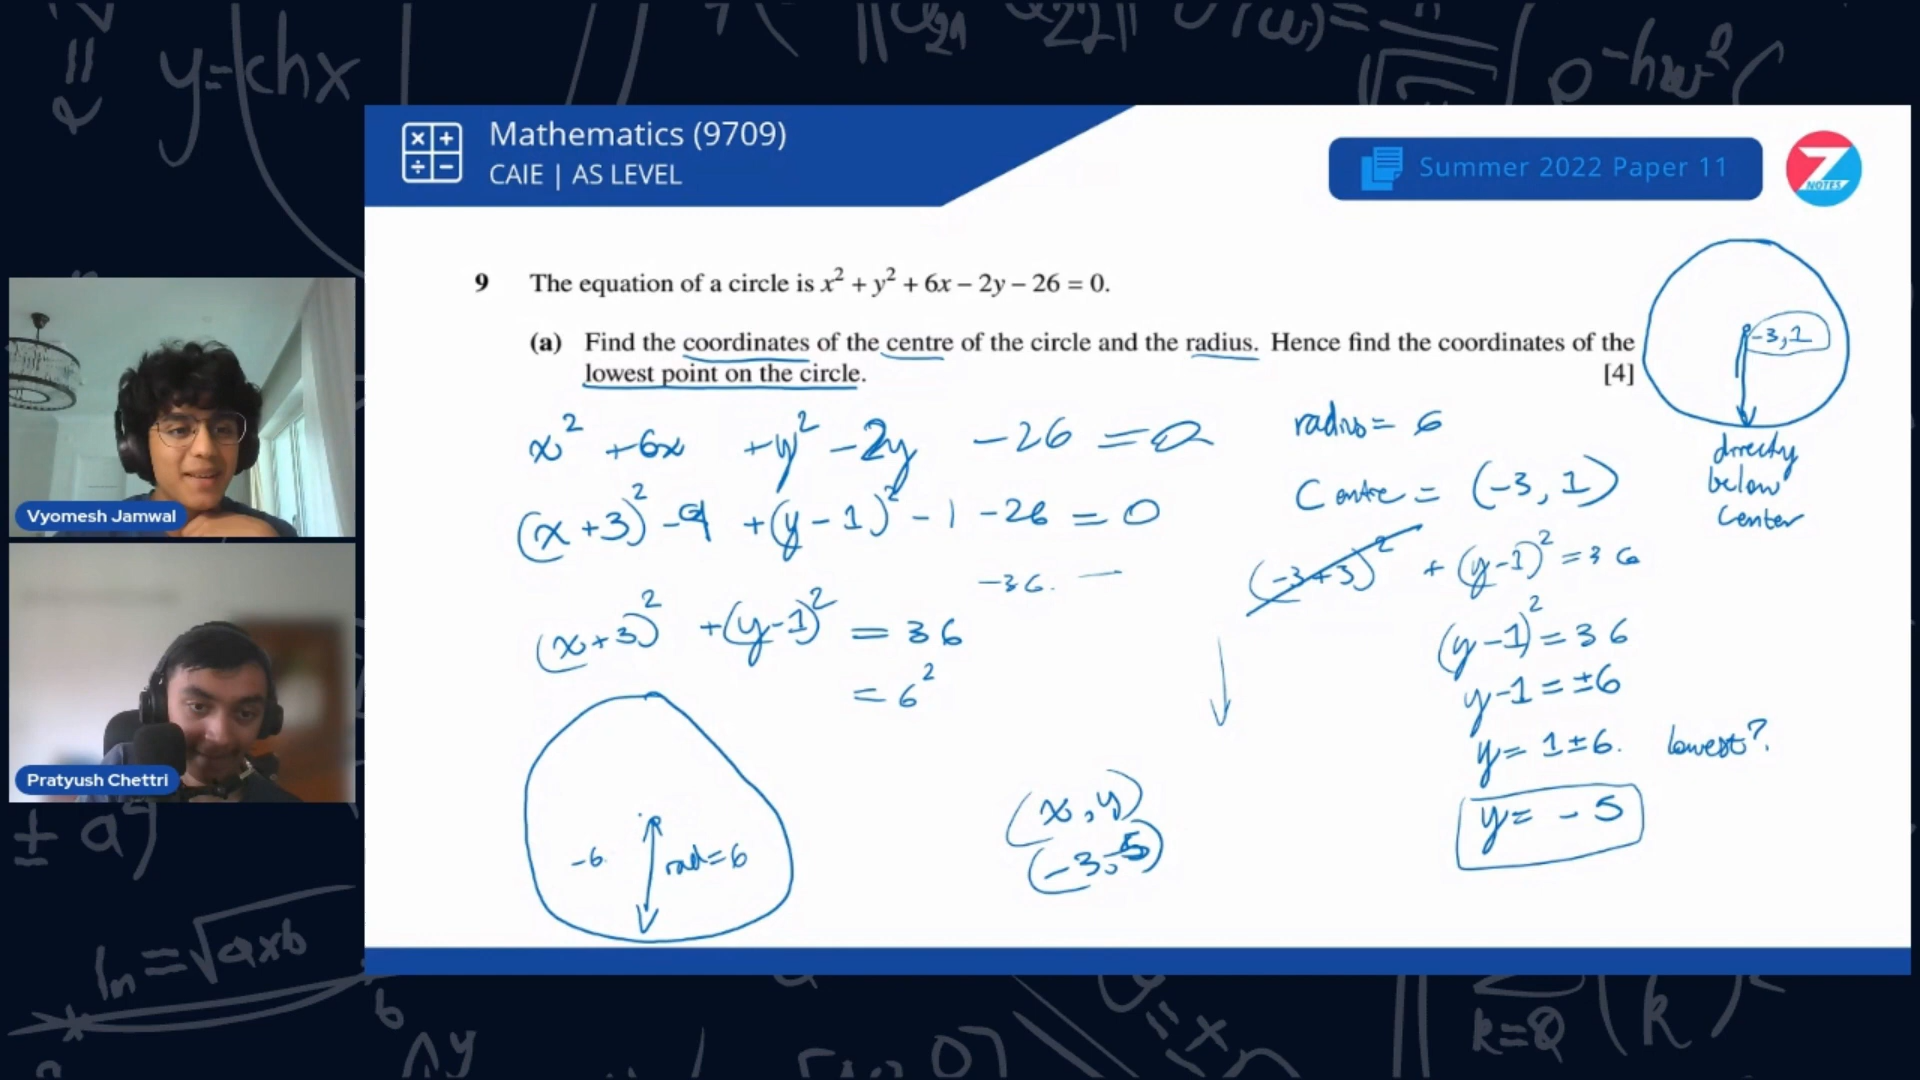 y=chx
Mathematics (9709)
CAIE | AS LEVEL
Summer 2022 Paper 11
Z
NOTES
9 The equation of a circle is x² + y² + 6x – 2y – 26 = 0.
(a) Find the coordinates of the centre of the circle and the radius. Hence find the coordinates of the
lowest point on the circle. [4]
-3,1
directly
below
center
x² +6x +y² -2y -26 =0
(x+3)² -9 +(y-1)² -1 -26 = 0
-36. —
(x+3)² +(y-1)² = 36
= 6²
-6 rad=6
radius= 6
Centre = (-3, 1)
(-3+3)² + (y-1)² =36
(y-1)² =36
y-1 = ±6
y= 1±6. lowest?
y= -5
(x,y)
(-3,-5)
Vyomesh Jamwal
Pratyush Chettri
ln=√axb
b
k=0
(k)